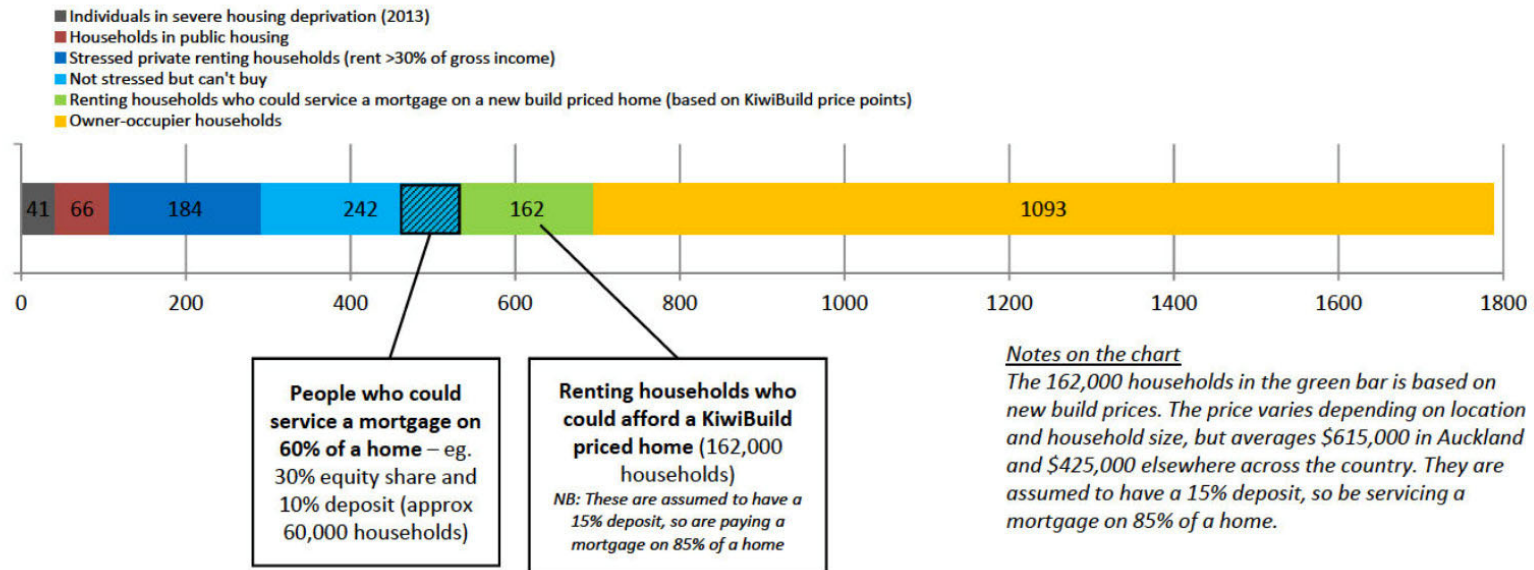 Individuals in severe housing deprivation (2013)
Households in public housing
Stressed private renting households (rent >30% of gross income)
Not stressed but can't buy
Renting households who could service a mortgage on a new build priced home (based on KiwiBuild price points)
Owner-occupier households
41 66 184 242 162 1093
0 200 400 600 800 1000 1200 1400 1600 1800
People who could
service a mortgage on
60% of a home – eg.
30% equity share and
10% deposit (approx
60,000 households)
Renting households who
could afford a KiwiBuild
priced home (162,000
households)
NB: These are assumed to have a
15% deposit, so are paying a
mortgage on 85% of a home
Notes on the chart
The 162,000 households in the green bar is based on
new build prices. The price varies depending on location
and household size, but averages $615,000 in Auckland
and $425,000 elsewhere across the country. They are
assumed to have a 15% deposit, so be servicing a
mortgage on 85% of a home.